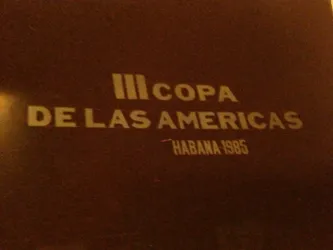 III COPA
DE LAS AMERICAS
HABANA 1985